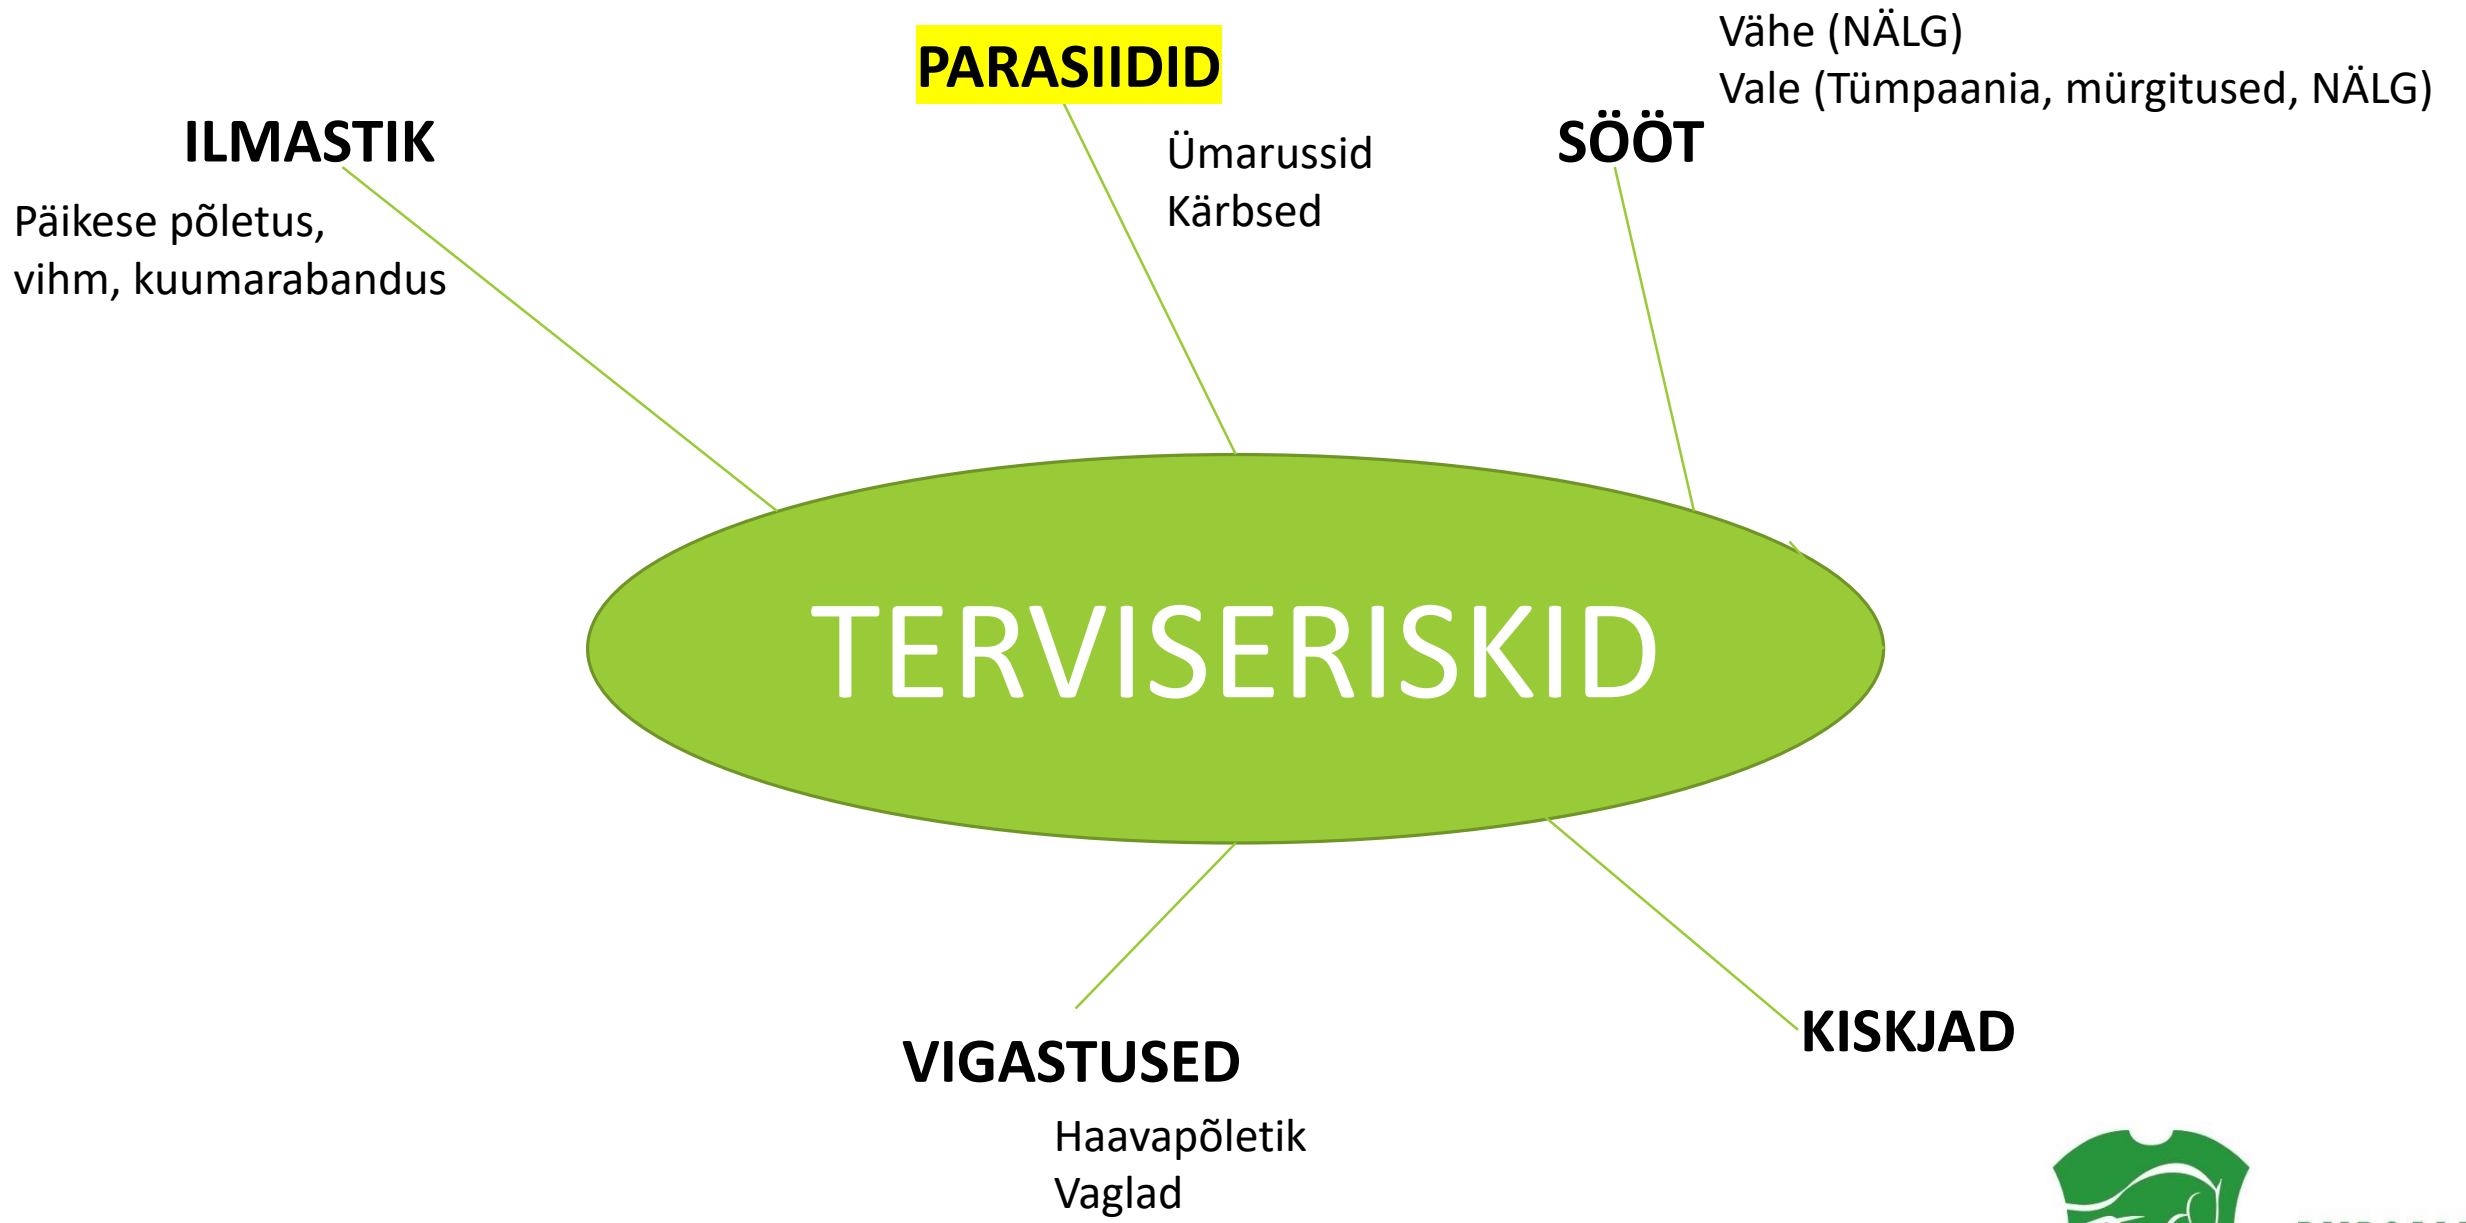 PARASIIDID
Ümarussid
Kärbsed
Vähe (NÄLG)
Vale (Tümpaania, mürgitused, NÄLG)
SÖÖT
ILMASTIK
Päikese põletus,
vihm, kuumarabandus
TERVISERISKID
VIGASTUSED
Haavapõletik
Vaglad
KISKJAD